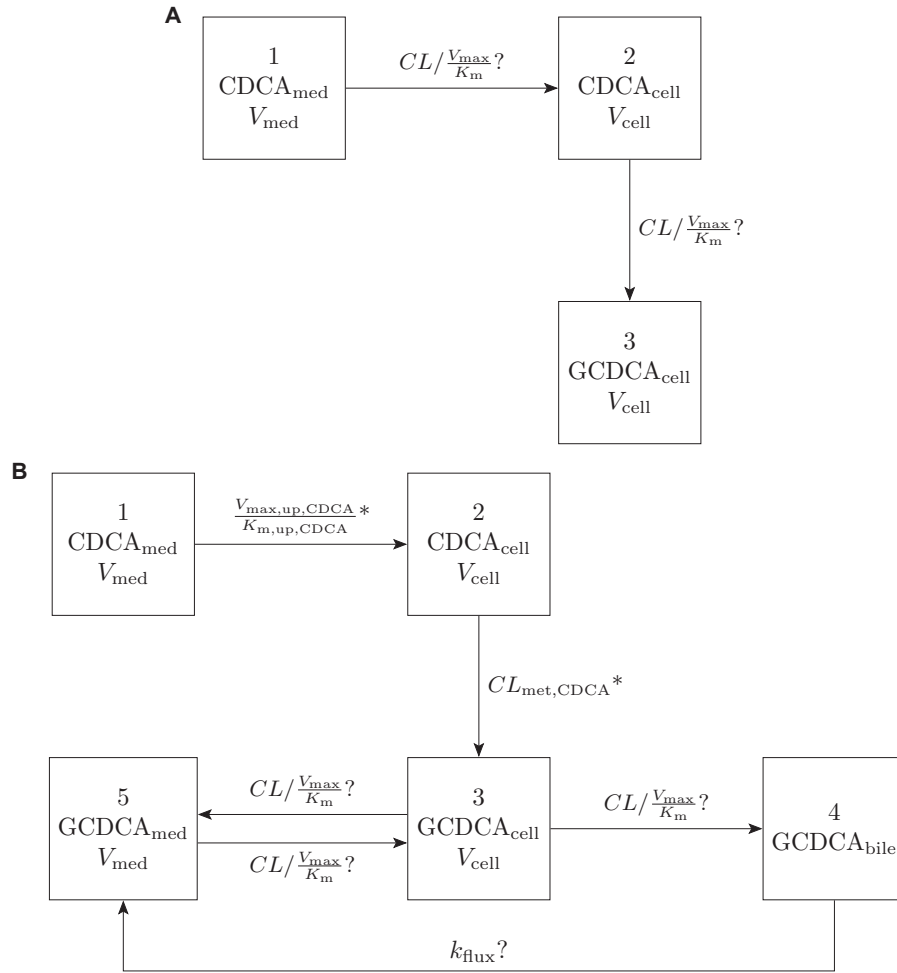 A
1
CDCA_med
V_med
CL/V_max/K_m?
2
CDCA_cell
V_cell
CL/V_max/K_m?
3
GCDCA_cell
V_cell
B
1
CDCA_med
V_med
V_max,up,CDCA/K_m,up,CDCA*
2
CDCA_cell
V_cell
CL_met,CDCA*
5
GCDCA_med
V_med
CL/V_max/K_m?
CL/V_max/K_m?
3
GCDCA_cell
V_cell
CL/V_max/K_m?
4
GCDCA_bile
k_flux?